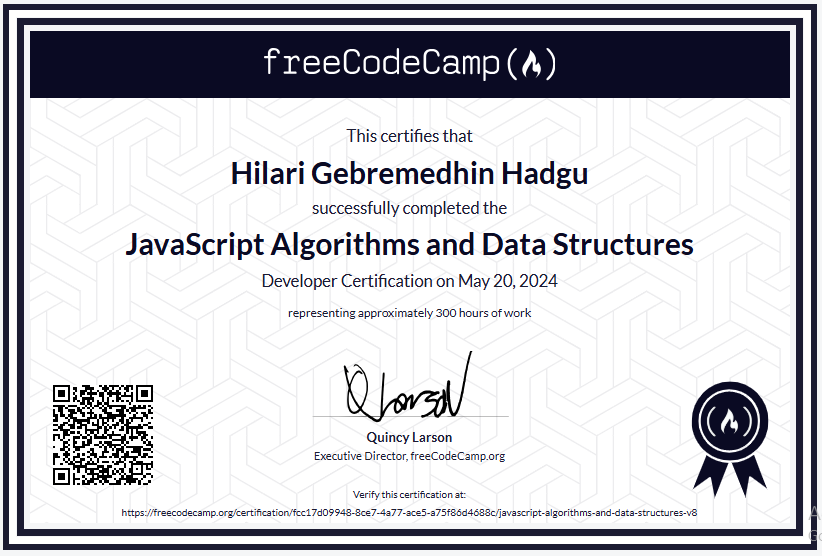 freeCodeCamp
This certifies that
Hilari Gebremedhin Hadgu
successfully completed the
JavaScript Algorithms and Data Structures
Developer Certification on May 20, 2024
representing approximately 300 hours of work
Quincy Larson
Executive Director, freeCodeCamp.org
Verify this certification at:
https://freecodecamp.org/certification/fcc17d09948-8ce7-4a77-ace5-a75f86d4688c/javascript-algorithms-and-data-structures-v8